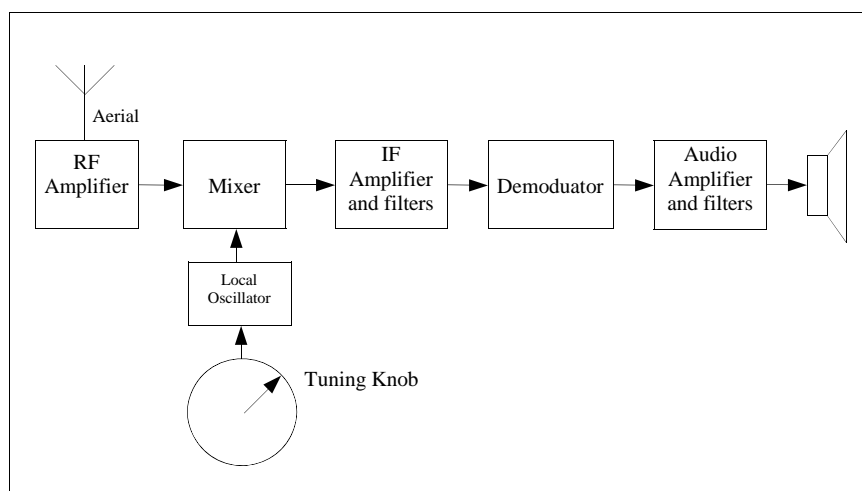 Aerial
RF
Amplifier
Mixer
IF
Amplifier
and filters
Demoduator
Audio
Amplifier
and filters
Local
Oscillator
Tuning Knob